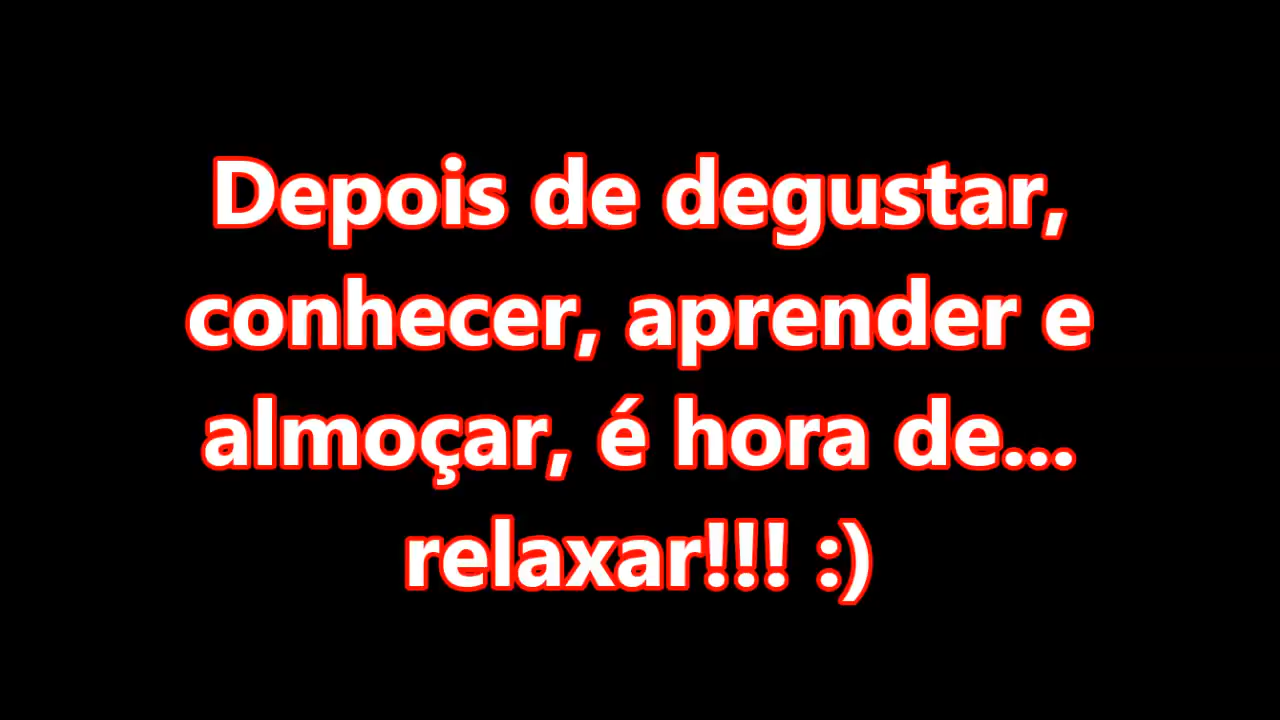 Depois de degustar,
conhecer, aprender e
almoçar, é hora de...
relaxar!!! :)